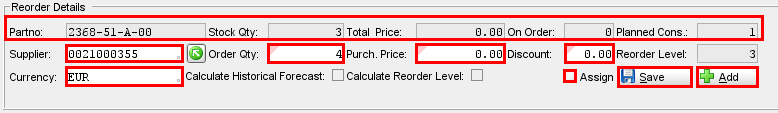 Reorder Details
Partno: 2368-51-A-00 Stock Qty: 3 Total Price: 0.00 On Order: 0 Planned Cons.: 1
Supplier: 0021000355 Order Qty: 4 Purch. Price: 0.00 Discount: 0.00 Reorder Level: 3
Currency: EUR Calculate Historical Forecast: Calculate Reorder Level: Assign Save Add